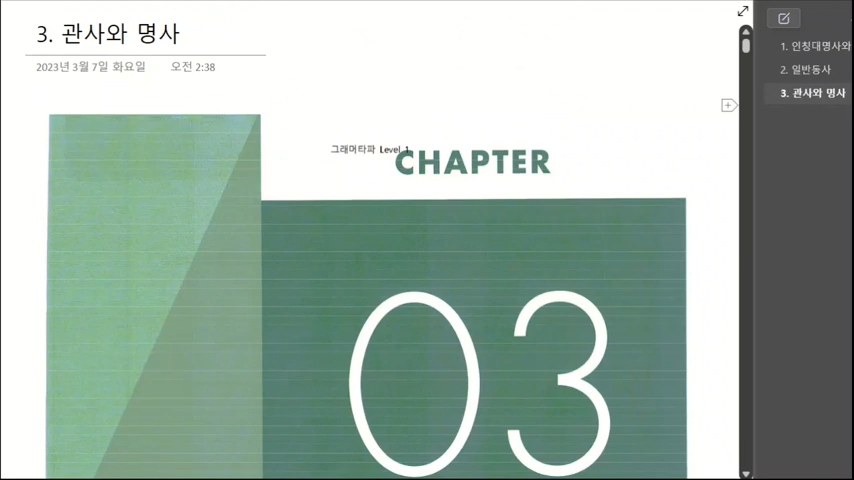 3. 관사와 명사
2023년 3월 7일 화요일 오전 2:38
그래머타파 Level 1
CHAPTER
03
1. 인칭대명사와
2. 일반동사
3. 관사와 명사